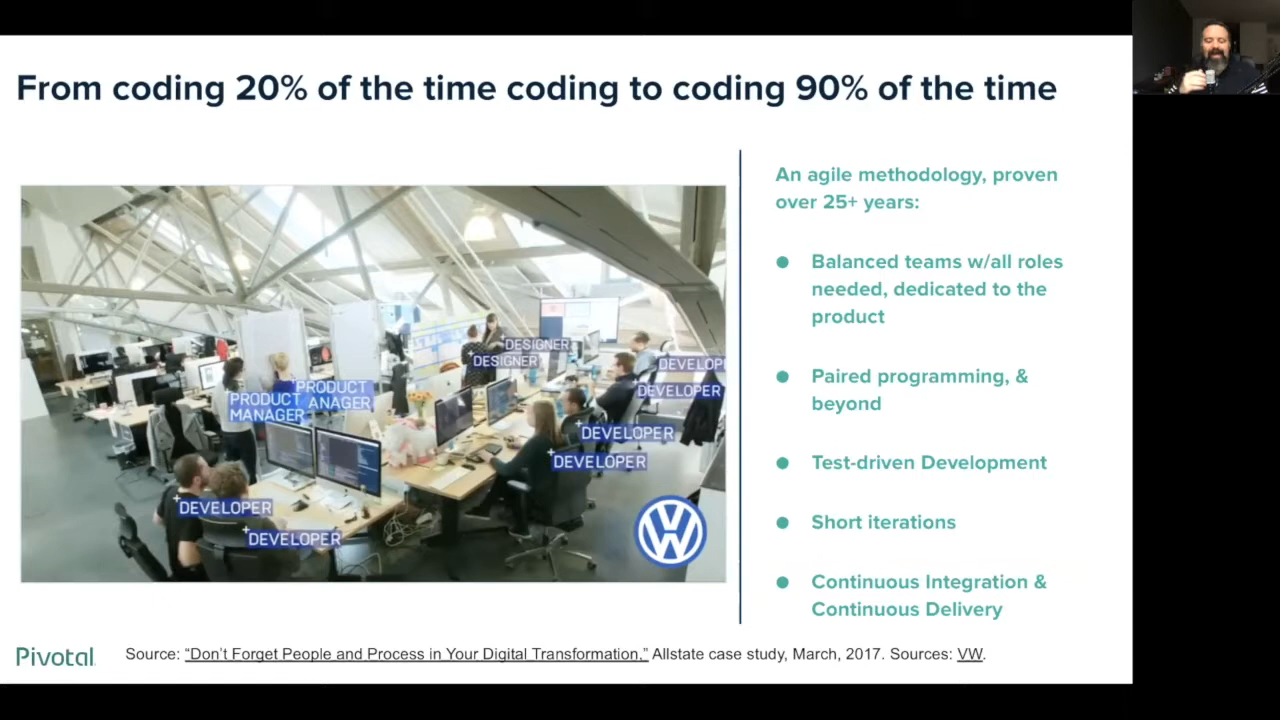 From coding 20% of the time coding to coding 90% of the time
An agile methodology, proven
over 25+ years:
● Balanced teams w/all roles
needed, dedicated to the
product
● Paired programming, &
beyond
● Test-driven Development
● Short iterations
● Continuous Integration &
Continuous Delivery
DESIGNER
DESIGNER
DEVELOP
DEVELOPER
PRODUCT
ANAGER
PRODUCT
MANAGER
DEVELOPER
DEVELOPER
DEVELOPER
DEVELOPER
VW
Pivotal
Source: “Don’t Forget People and Process in Your Digital Transformation,” Allstate case study, March, 2017. Sources: VW.